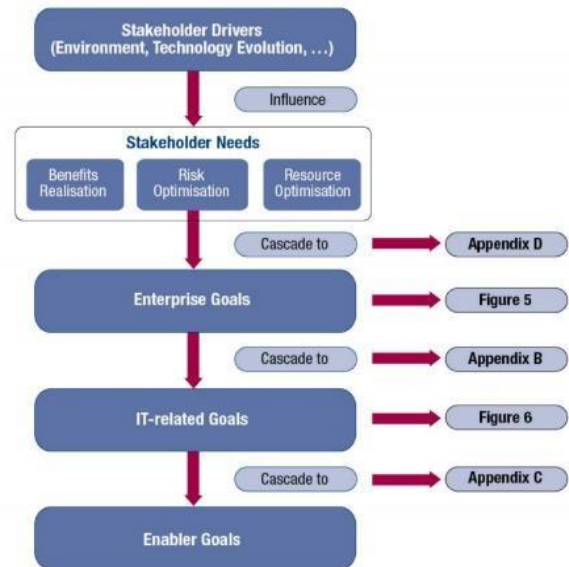 Stakeholder Drivers
(Environment, Technology Evolution, …)
Influence
Stakeholder Needs
Benefits
Realisation
Risk
Optimisation
Resource
Optimisation
Cascade to
Appendix D
Enterprise Goals
Figure 5
Cascade to
Appendix B
IT-related Goals
Figure 6
Cascade to
Appendix C
Enabler Goals